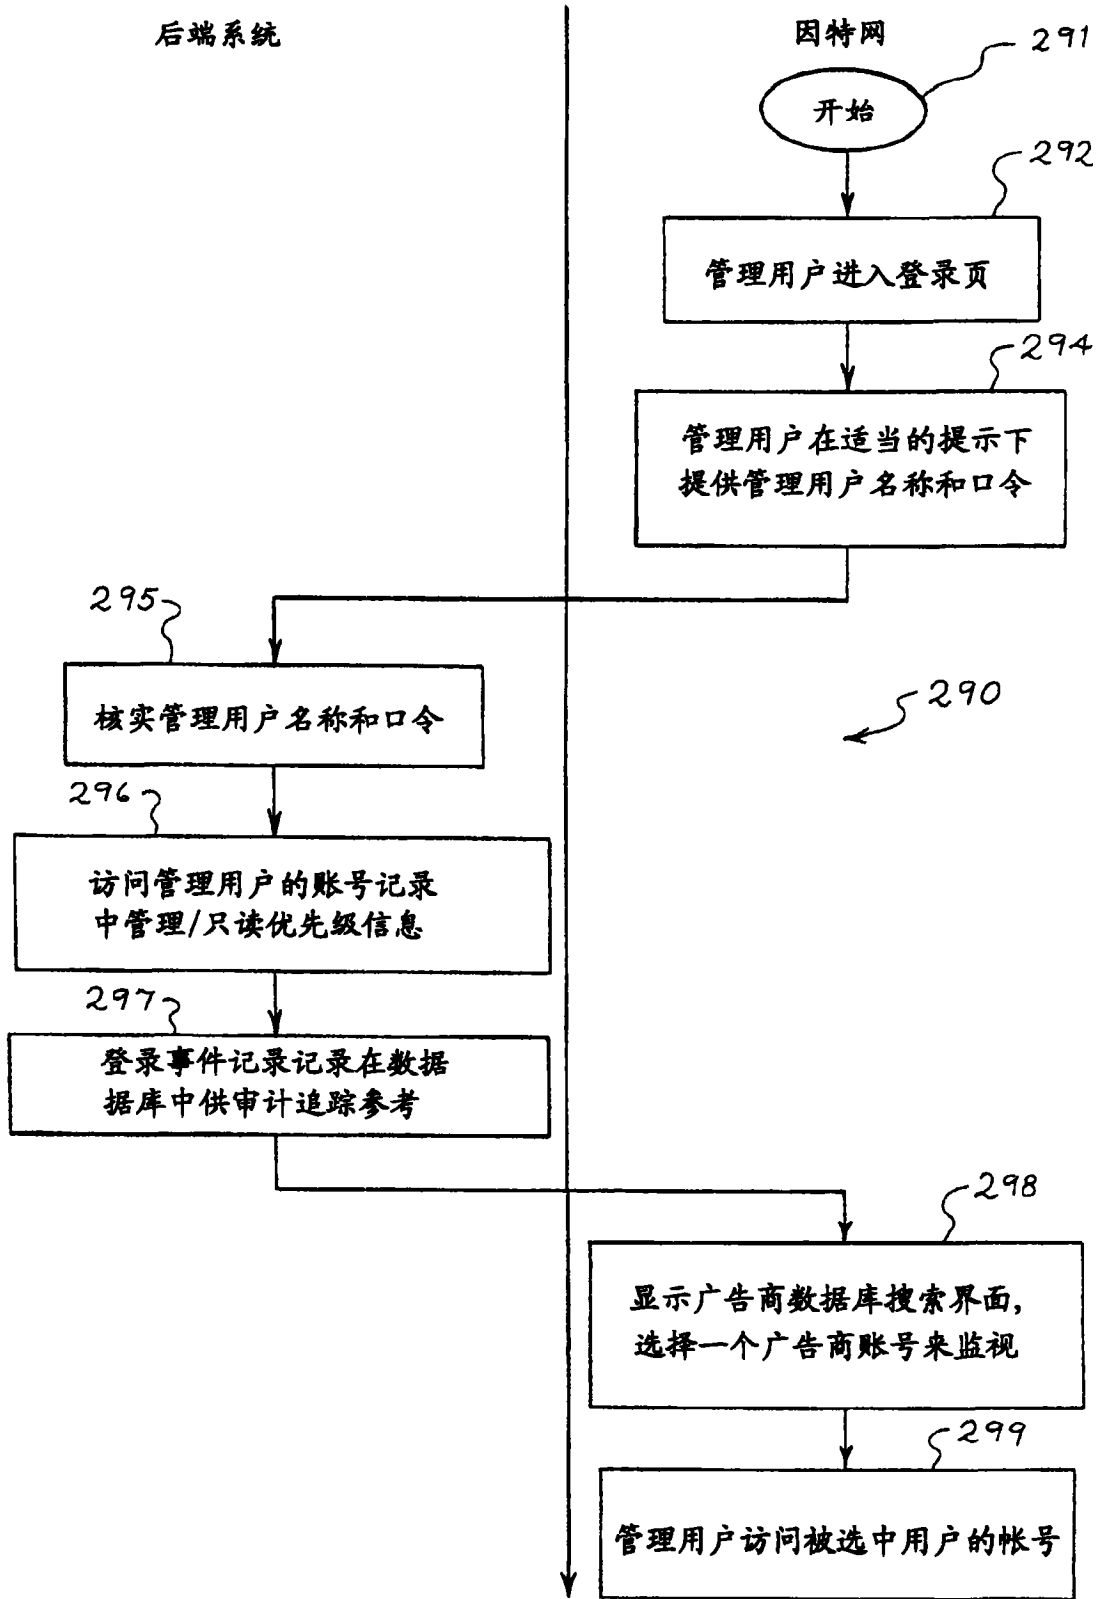 后端系统
因特网
291
开始
292
管理用户进入登录页
294
管理用户在适当的提示下
提供管理用户名称和口令
295
核实管理用户名称和口令
290
296
访问管理用户的账号记录
中管理/只读优先级信息
297
登录事件记录记录在数据
据库中供审计追踪参考
298
显示广告商数据库搜索界面,
选择一个广告商账号来监视
299
管理用户访问被选中用户的帐号